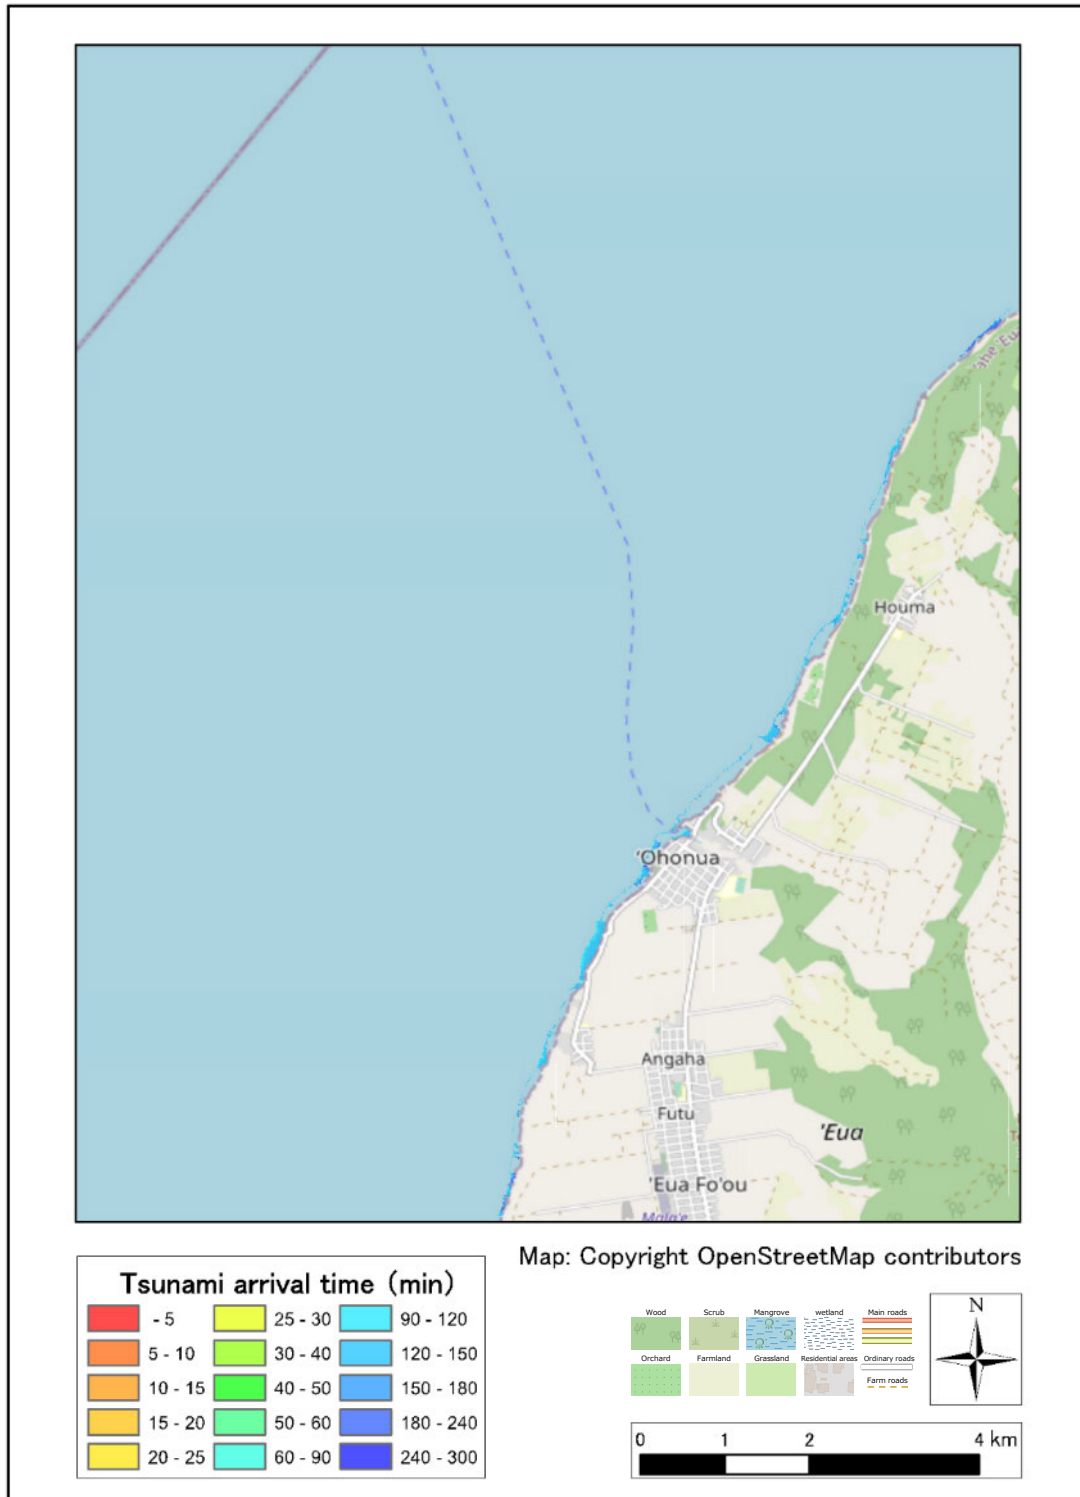 'ane 'Eu
Houma
'Ohonua
Angaha
Futu
'Eua
'Eua Fo'ou
Mala'e
Map: Copyright OpenStreetMap contributors
Tsunami arrival time (min)
- 5
25 - 30
90 - 120
5 - 10
30 - 40
120 - 150
10 - 15
40 - 50
150 - 180
15 - 20
50 - 60
180 - 240
20 - 25
60 - 90
240 - 300
Wood
Scrub
Mangrove
wetland
Main roads
Orchard
Farmland
Grassland
Residential areas
Ordinary roads
Farm roads
N
0 1 2 4 km